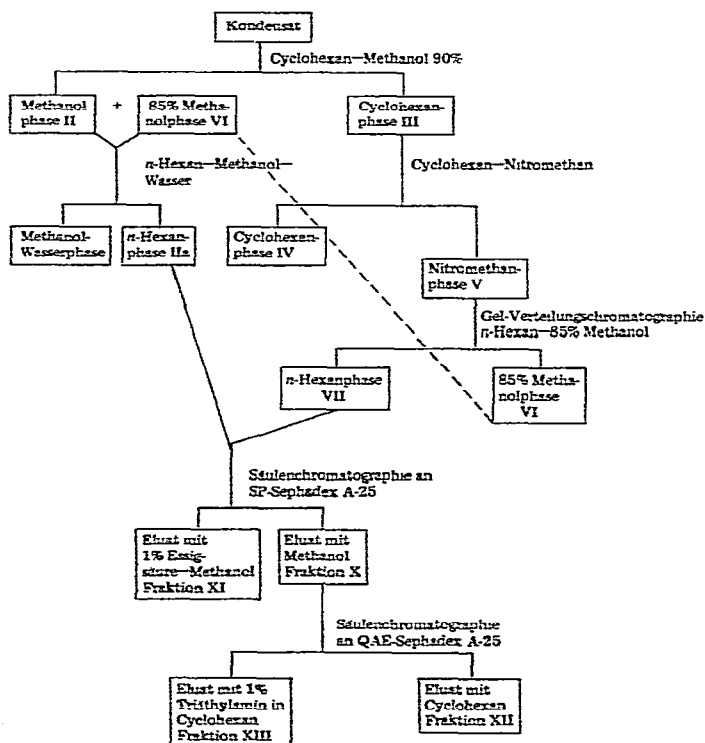 Kondensat
Cyclohexan—Methanol 90%
Methanol
phase II
+
85% Metha-
nolphase VI
Cyclohexan-
phase III
n-Hexan—Methanol—
Wasser
Cyclohexan—Nitromethan
Methanol-
Wasserphase
n-Hexan-
phase IIa
Cyclohexan-
phase IV
Nitromethan-
phase V
Gel-Verteilungschromatographie
n-Hexan—85% Methanol
n-Hexanphase
VII
85% Metha-
nolphase
VI
Säulenchromatographie an
SP-Sephadex A-25
Eluat mit
1% Essig-
säure—Methanol
Fraktion XI
Eluat mit
Methanol
Fraktion X
Säulenchromatographie
an QAE-Sephadex A-25
Eluat mit 1%
Triäthylamin in
Cyclohexan
Fraktion XIII
Eluat mit
Cyclohexan
Fraktion XII